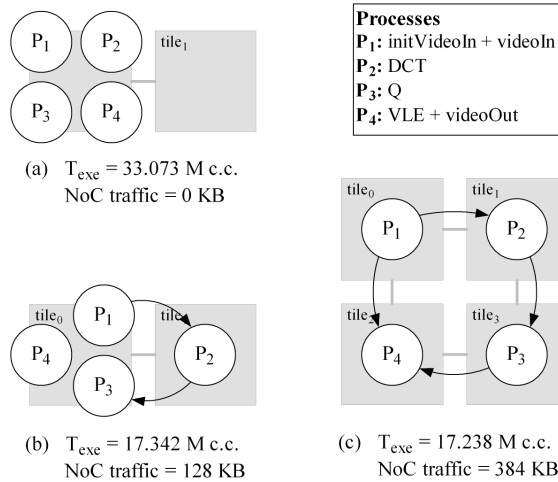 P₁
P₂
tile₁
P₃
P₄
(a) Tₑₓₑ = 33.073 M c.c.
NoC traffic = 0 KB
Processes
P₁: initVideoIn + videoIn
P₂: DCT
P₃: Q
P₄: VLE + videoOut
tile₀
P₁
P₄
P₂
P₃
(b) Tₑₓₑ = 17.342 M c.c.
NoC traffic = 128 KB
tile₀
tile₁
P₁
P₂
tile₂
tile₃
P₄
P₃
(c) Tₑₓₑ = 17.238 M c.c.
NoC traffic = 384 KB